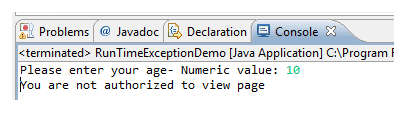 Problems @ Javadoc Declaration Console
<terminated> RunTimeExceptionDemo [Java Application] C:\Program F
Please enter your age- Numeric value: 10
You are not authorized to view page